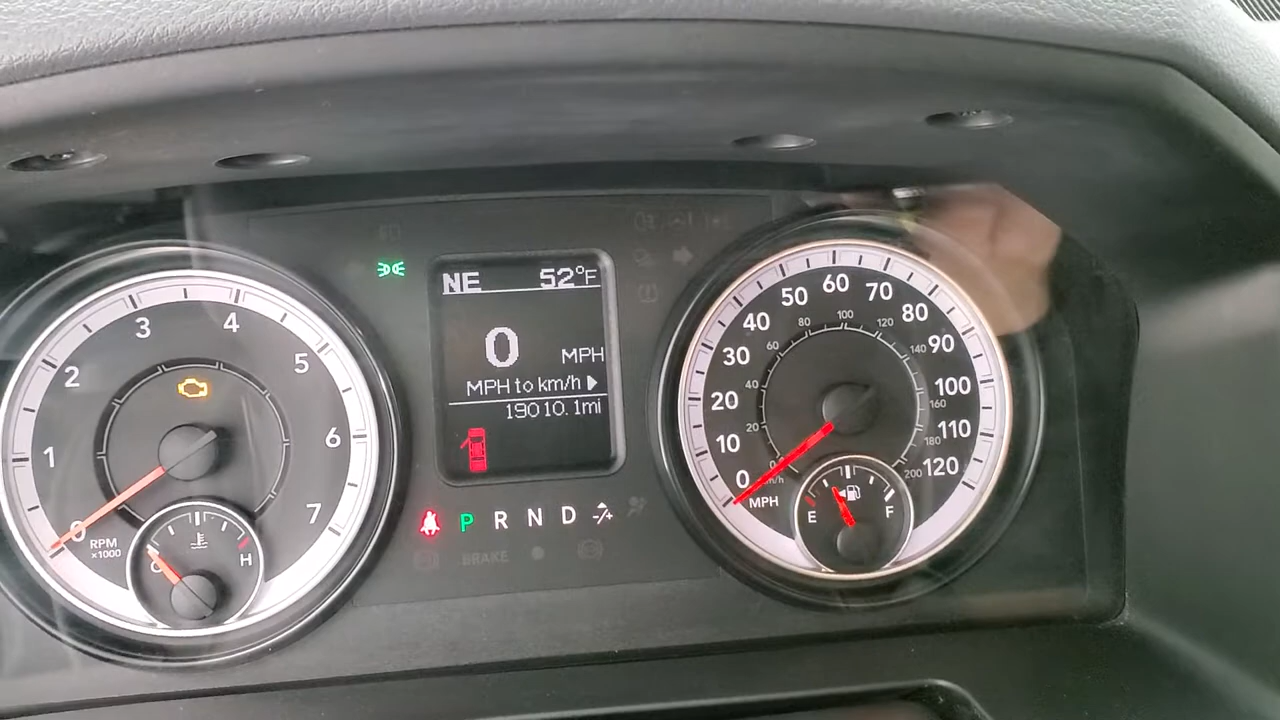 NE 52°F
0 MPH
MPH to km/h
19010.1mi
P R N D
BRAKE
0 1 2 3 4 5 6 7
RPM
x1000
C H
0 10 20 30 40 50 60 70 80 90 100 110 120
MPH
0 20 40 60 80 100 120 140 160 180 200
km/h
E F